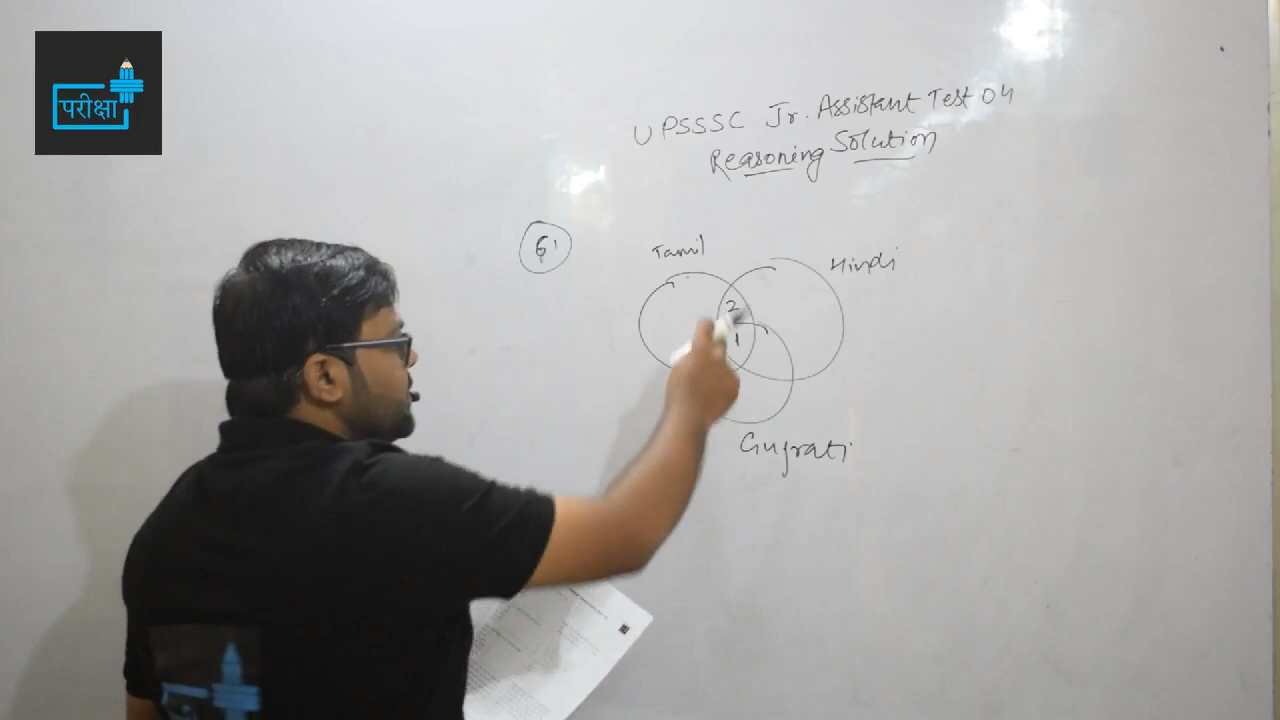 परीक्षा
UPSSSC Jr. Assistant Test 04
Reasoning Solution
61
Tamil
Hindi
2
1
Gujrati